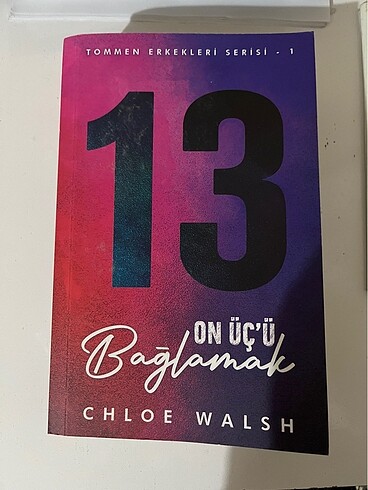 TOMMEN ERKEKLERİ SERİSİ - 1
13
ON ÜÇ'Ü
Bağlamak
CHLOE WALSH